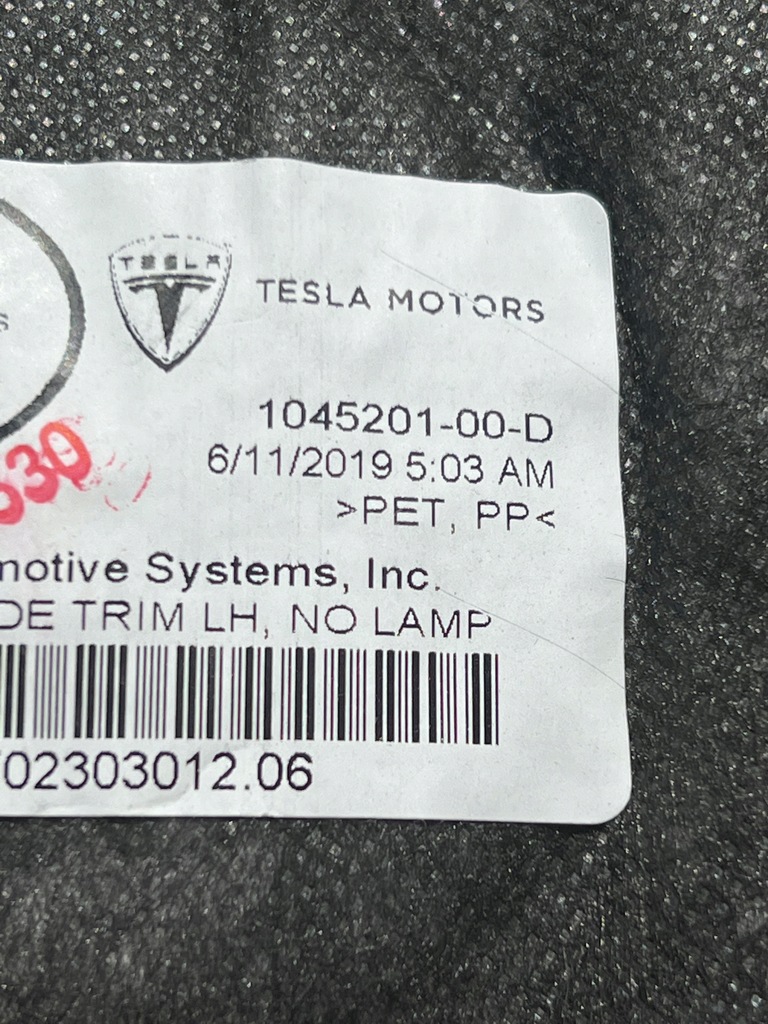 TESLA
TESLA MOTORS
1045201-00-D
6/11/2019 5:03 AM
>PET, PP<
motive Systems, Inc.
DE TRIM LH, NO LAMP
02303012.06